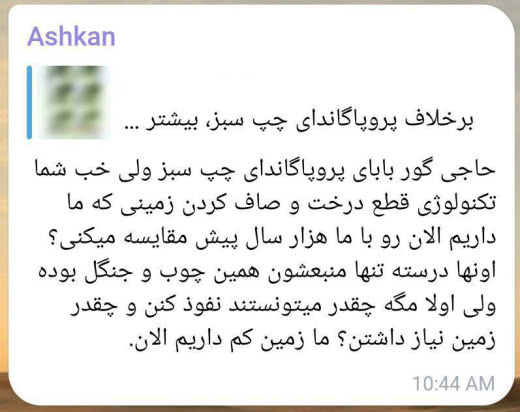 Ashkan
برخلاف پروپاگاندای چپ سبز، بیشتر ...
حاجی گور بابای پروپاگاندای چپ سبز ولی خب شما
تکنولوژی قطع درخت و صاف کردن زمینی که ما
داریم الان رو با ما هزار سال پیش مقایسه میکنی؟
اونها درسته تنها منبعشون همین چوب و جنگل بوده
ولی اولا مگه چقدر میتونستند نفوذ کنن و چقدر
زمین نیاز داشتن؟ ما زمین کم داریم الان.
10:44 AM